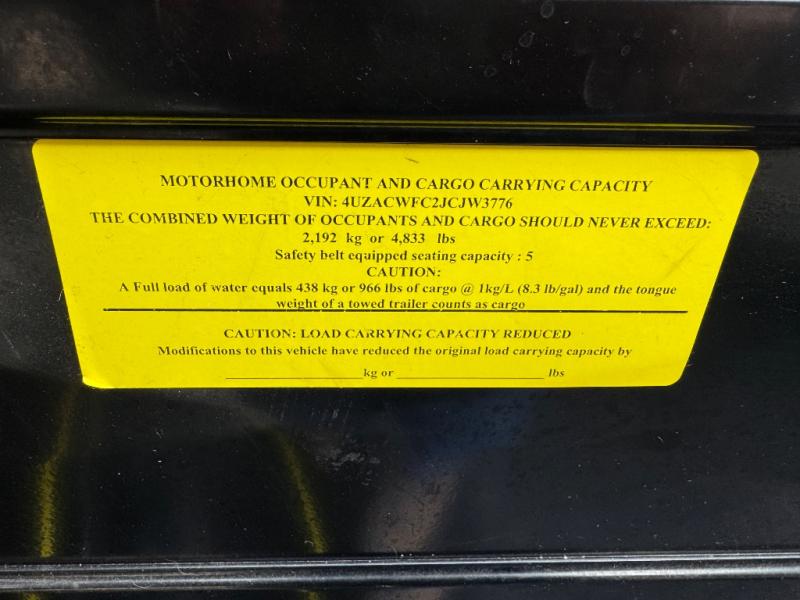 MOTORHOME OCCUPANT AND CARGO CARRYING CAPACITY
VIN: 4UZACWFC2JCJW3776
THE COMBINED WEIGHT OF OCCUPANTS AND CARGO SHOULD NEVER EXCEED:
2,192 kg or 4,833 lbs
Safety belt equipped seating capacity : 5
CAUTION:
A Full load of water equals 438 kg or 966 lbs of cargo @ 1kg/L (8.3 lb/gal) and the tongue
weight of a towed trailer counts as cargo
CAUTION: LOAD CARRYING CAPACITY REDUCED
Modifications to this vehicle have reduced the original load carrying capacity by
____________________kg or ______________________ lbs